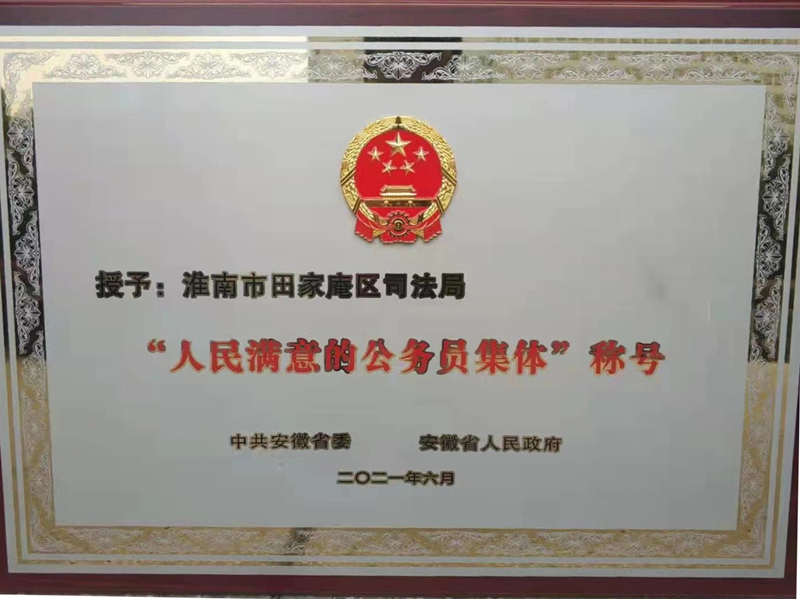 授予：淮南市田家庵区司法局
“人民满意的公务员集体”称号
中共安徽省委 安徽省人民政府
二〇二一年六月